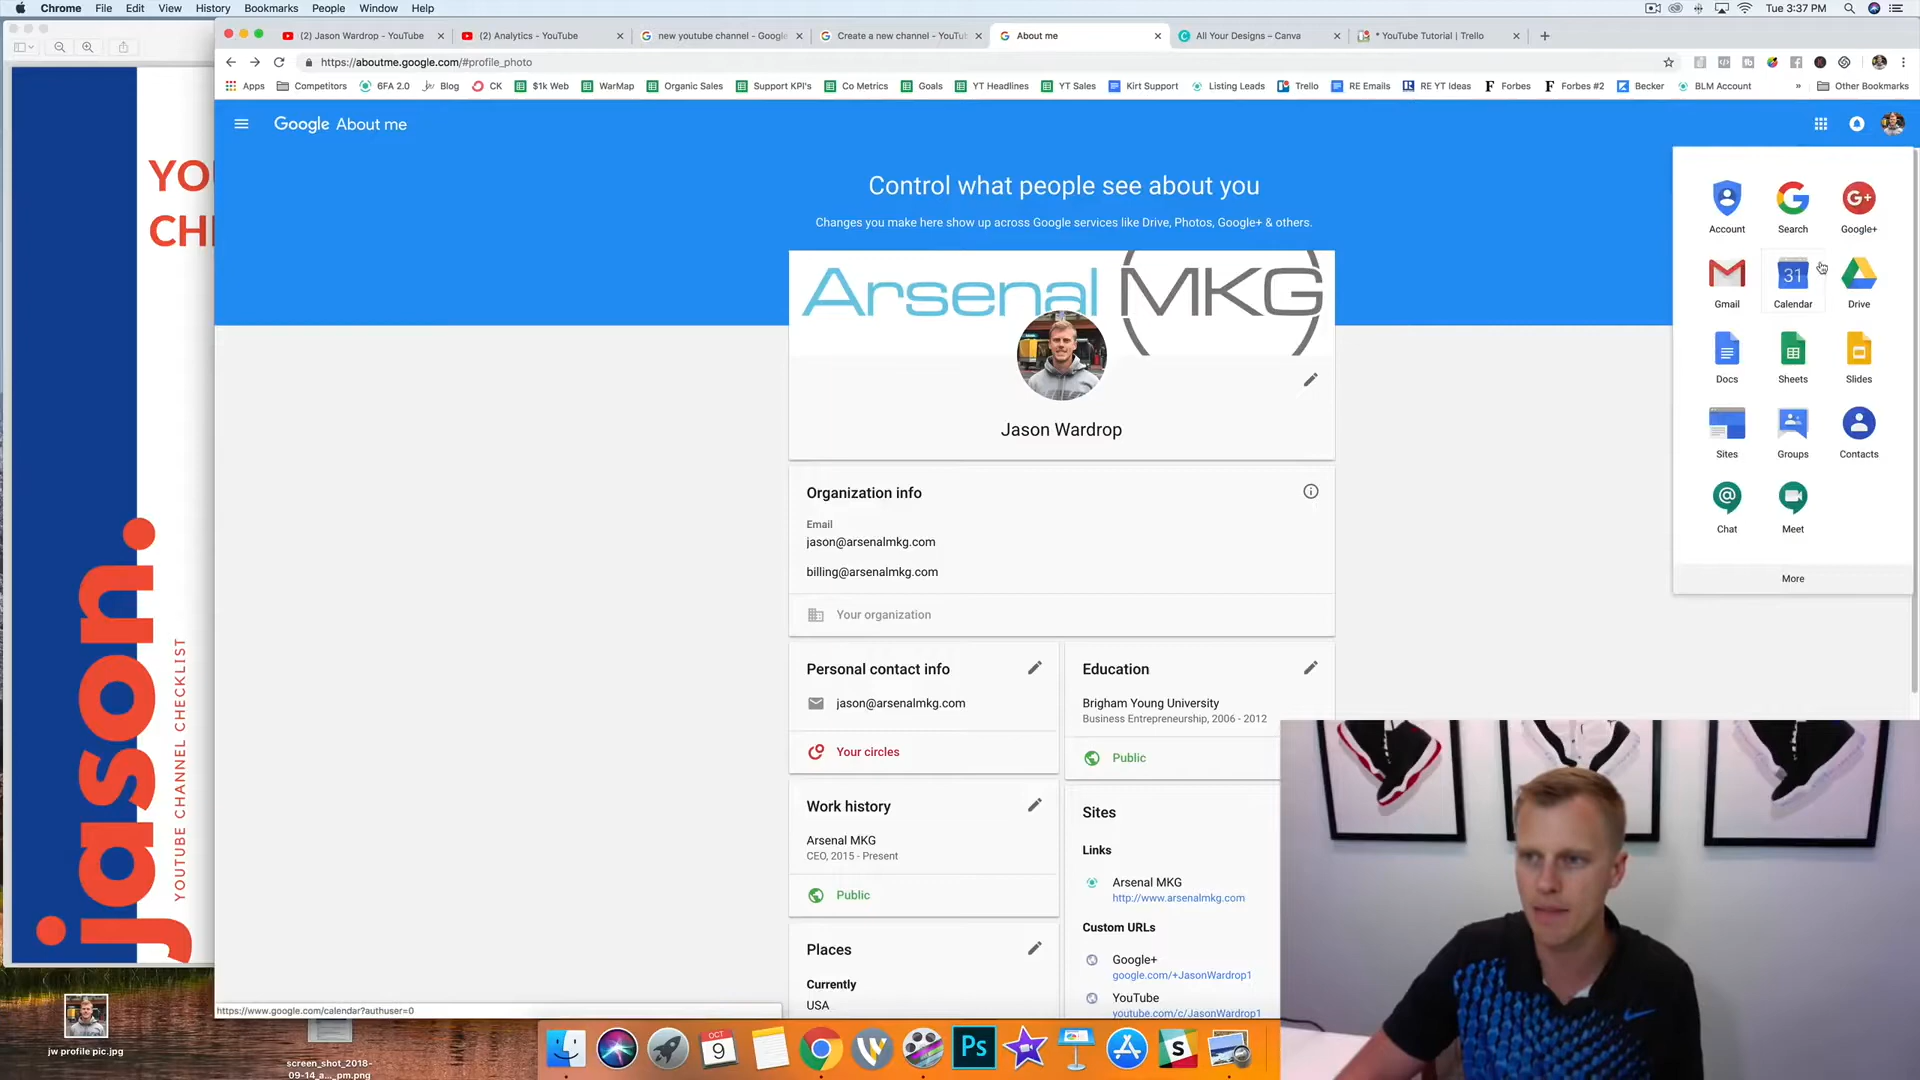 Chrome File Edit View History Bookmarks People Window Help
Tue 3:37 PM
(2) Jason Wardrop - YouTube
(2) Analytics - YouTube
new youtube channel - Google
Create a new channel - YouTu
About me
All Your Designs – Canva
* YouTube Tutorial | Trello
https://aboutme.google.com/#profile_photo
Apps Competitors 6FA 2.0 Blog CK $1k Web WarMap Organic Sales Support KPI's Co Metrics Goals YT Headlines YT Sales Kirt Support Listing Leads Trello RE Emails RE YT Ideas Forbes Forbes #2 Becker BLM Account » Other Bookmarks
Google About me
Control what people see about you
Changes you make here show up across Google services like Drive, Photos, Google+ & others.
Arsenal MKG
Jason Wardrop
Organization info
Email
jason@arsenalmkg.com
billing@arsenalmkg.com
Your organization
Personal contact info
jason@arsenalmkg.com
Your circles
Work history
Arsenal MKG
CEO, 2015 - Present
Public
Places
Currently
USA
Education
Brigham Young University
Business Entrepreneurship, 2006 - 2012
Public
Sites
Links
Arsenal MKG
http://www.arsenalmkg.com
Custom URLs
Google+
google.com/+JasonWardrop1
YouTube
youtube.com/c/JasonWardrop1
Account Search Google+
Gmail 31 Calendar Drive
Docs Sheets Slides
Sites Groups Contacts
Chat Meet
More
YOU
CH
jason.
YOUTUBE CHANNEL CHECKLIST
https://www.google.com/calendar?authuser=0
jw profile pic.jpg
screen_shot_2018-
09-14_a..._pm.png
OCT
9
Ps
S